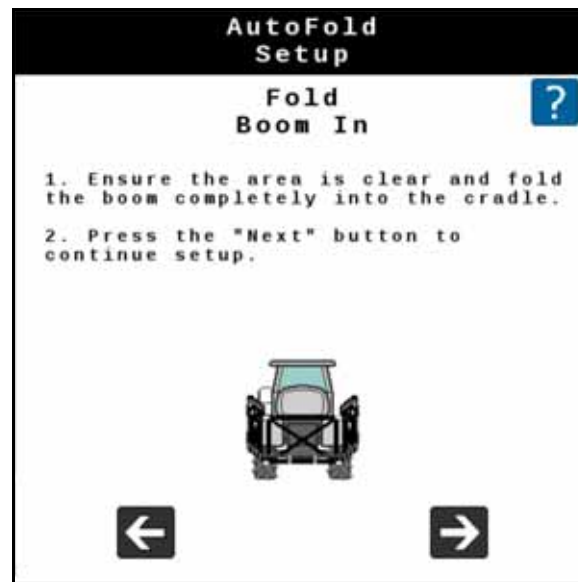 AutoFold
Setup
Fold
Boom In
?
1. Ensure the area is clear and fold
the boom completely into the cradle.
2. Press the "Next" button to
continue setup.